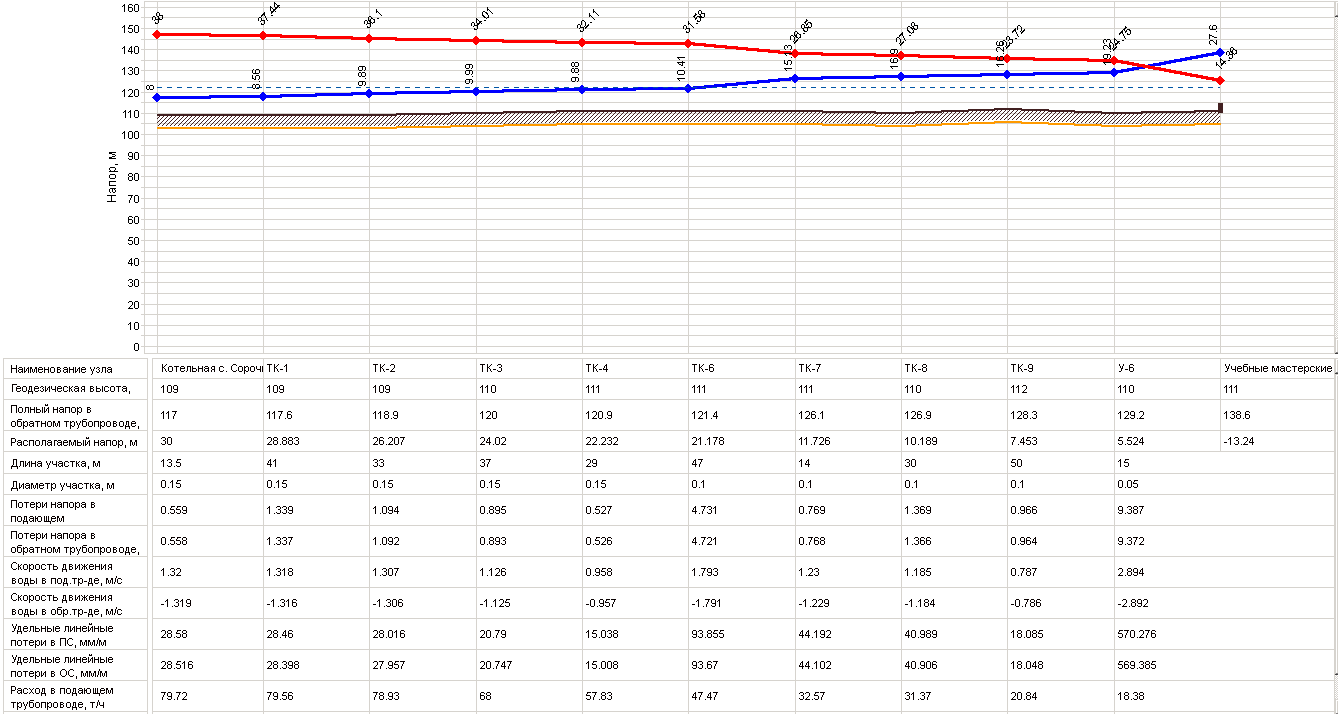 160
150
140
130
120
110
100
90
80
70
60
50
40
30
20
10
0
Напор, м
38
37.44
36.1
34.01
32.11
31.58
26.85
27.08
23.72
24.75
14.36
8
8.56
9.89
9.99
9.88
10.41
15.13
16.9
16.26
19.23
27.6
Наименование узла Котельная с. Сороч ТК-1 ТК-2 ТК-3 ТК-4 ТК-6 ТК-7 ТК-8 ТК-9 У-6 Учебные мастерские
Геодезическая высота, 109 109 109 110 111 111 111 110 112 110 111
Полный напор в
обратном трубопроводе, 117 117.6 118.9 120 120.9 121.4 126.1 126.9 128.3 129.2 138.6
Располагаемый напор, м 30 28.883 26.207 24.02 22.232 21.178 11.726 10.189 7.453 5.524 -13.24
Длина участка, м 13.5 41 33 37 29 47 14 30 50 15
Диаметр участка, м 0.15 0.15 0.15 0.15 0.15 0.1 0.1 0.1 0.1 0.05
Потери напора в
подающем 0.559 1.339 1.094 0.895 0.527 4.731 0.769 1.369 0.966 9.387
Потери напора в
обратном трубопроводе, 0.558 1.337 1.092 0.893 0.526 4.721 0.768 1.366 0.964 9.372
Скорость движения
воды в под.тр-де, м/с 1.32 1.318 1.307 1.126 0.958 1.793 1.23 1.185 0.787 2.894
Скорость движения
воды в обр.тр-де, м/с -1.319 -1.316 -1.306 -1.125 -0.957 -1.791 -1.229 -1.184 -0.786 -2.892
Удельные линейные
потери в ПС, мм/м 28.58 28.46 28.016 20.79 15.038 93.855 44.192 40.989 18.085 570.276
Удельные линейные
потери в ОС, мм/м 28.516 28.398 27.957 20.747 15.008 93.67 44.102 40.906 18.048 569.385
Расход в подающем
трубопроводе, т/ч 79.72 79.56 78.93 68 57.83 47.47 32.57 31.37 20.84 18.38